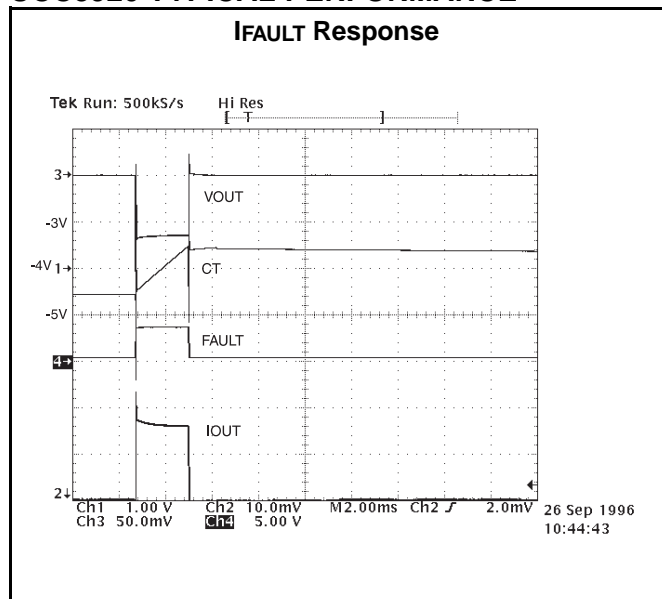 IFAULT Response
Tek Run: 500kS/s Hi Res
[ T ]
3→
VOUT
-3V
-4V 1→
CT
-5V
FAULT
4→
IOUT
2↓
Ch1 1.00 V Ch2 10.0mV M2.00ms Ch2 ∫ 2.0mV 26 Sep 1996
Ch3 50.0mV Ch4 5.00 V 10:44:43